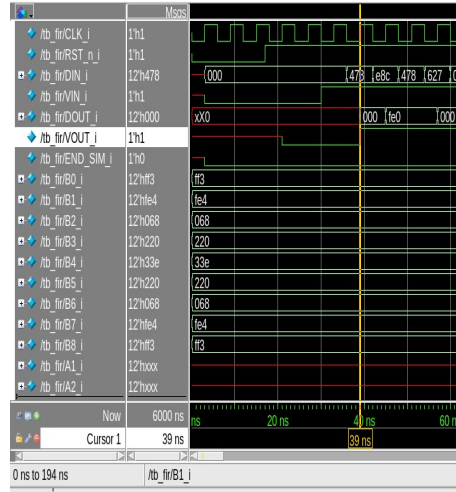 Msgs
/tb_fir/CLK_i 1'h1
/tb_fir/RST_n_i 1'h1
/tb_fir/DIN_i 12'h478 000 478 e8c 478 627
/tb_fir/VIN_i 1'h1
/tb_fir/DOUT_i 12'h000 xX0 000 fe0 000
/tb_fir/VOUT_i 1'h1
/tb_fir/END_SIM_i 1'h0
/tb_fir/B0_i 12'hff3 ff3
/tb_fir/B1_i 12'hfe4 fe4
/tb_fir/B2_i 12'h068 068
/tb_fir/B3_i 12'h220 220
/tb_fir/B4_i 12'h33e 33e
/tb_fir/B5_i 12'h220 220
/tb_fir/B6_i 12'h068 068
/tb_fir/B7_i 12'hfe4 fe4
/tb_fir/B8_i 12'hff3 ff3
/tb_fir/A1_i 12'hxxx
/tb_fir/A2_i 12'hxxx
Now 6000 ns ns 20 ns 40 ns 60 n
Cursor 1 39 ns 39 ns
0 ns to 194 ns /tb_fir/B1_i